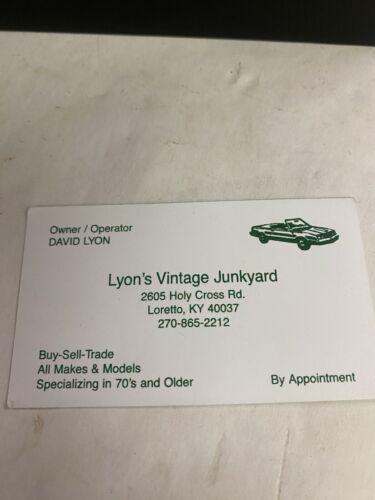 Owner / Operator
DAVID LYON
Lyon's Vintage Junkyard
2605 Holy Cross Rd.
Loretto, KY 40037
270-865-2212
Buy-Sell-Trade
All Makes & Models
Specializing in 70's and Older
By Appointment